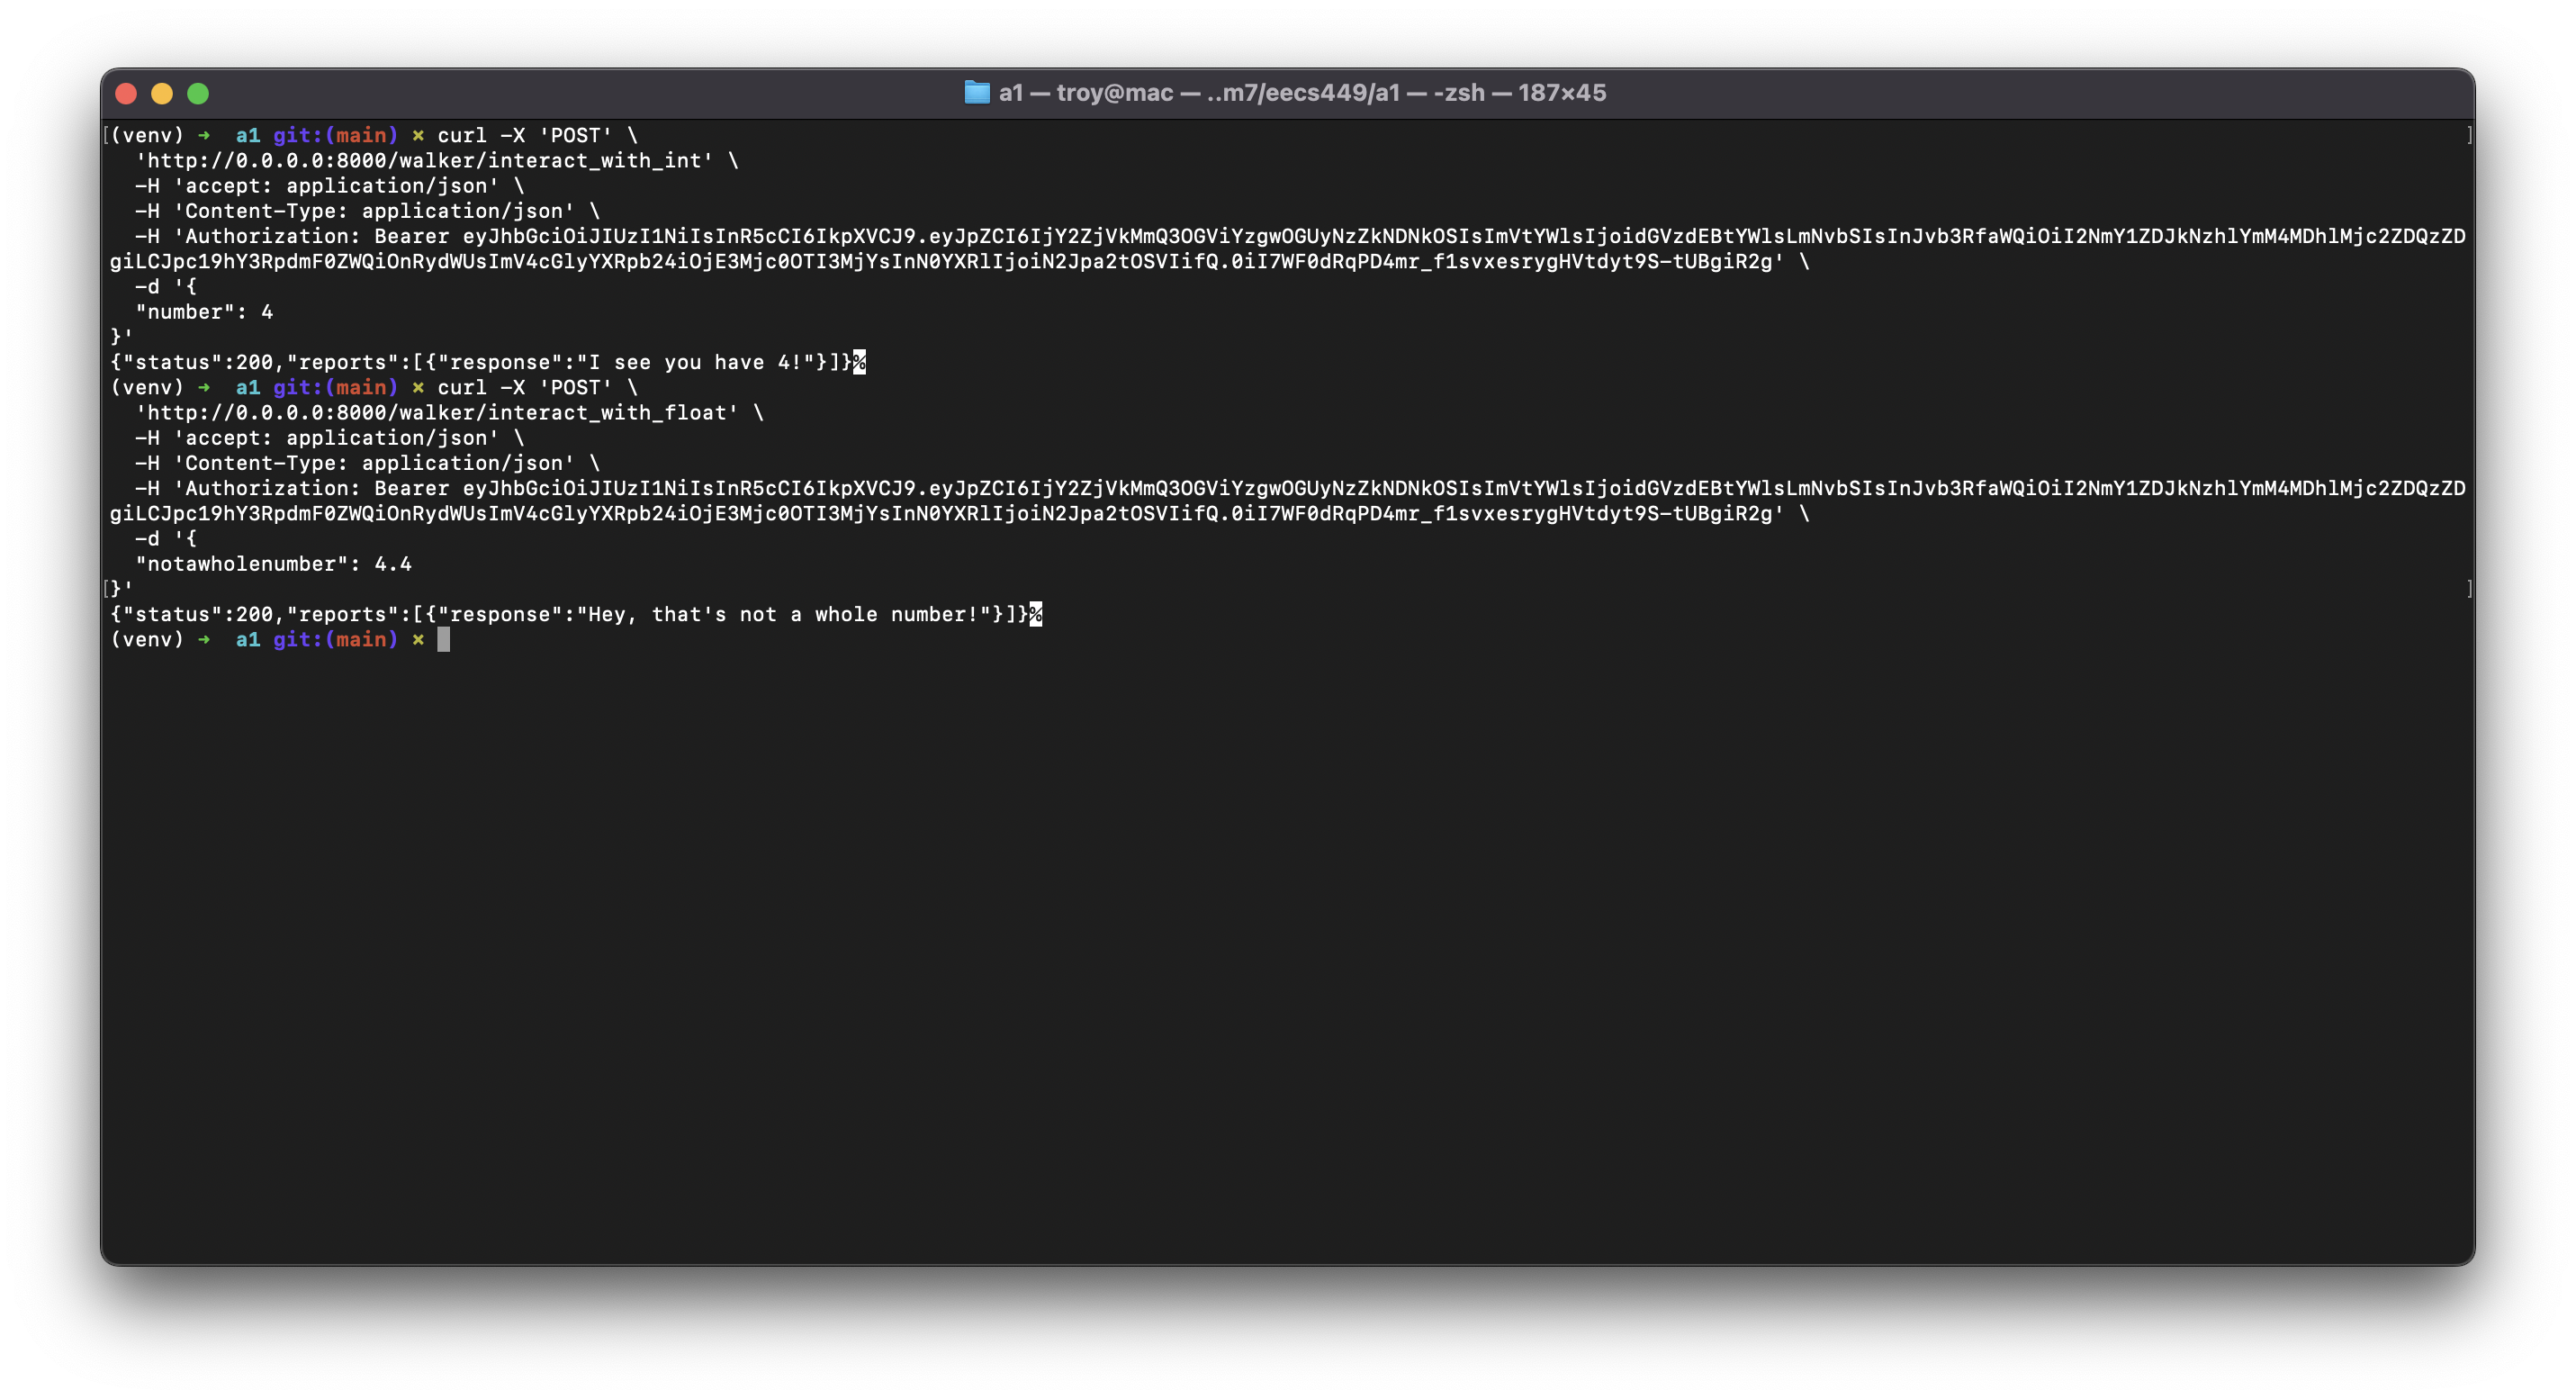 a1 — troy@mac — ..m7/eecs449/a1 — -zsh — 187×45
[(venv) ➜  a1 git:(main) ✗ curl -X 'POST' \ ]
  'http://0.0.0.0:8000/walker/interact_with_int' \
  -H 'accept: application/json' \
  -H 'Content-Type: application/json' \
  -H 'Authorization: Bearer eyJhbGciOiJIUzI1NiIsInR5cCI6IkpXVCJ9.eyJpZCI6IjY2ZjVkMmQ3OGViYzgwOGUyNzZkNDNkOSIsImVtYWlsIjoidGVzdEBtYWlsLmNvbSIsInJvb3RfaWQiOiI2NmY1ZDJkNzhlYmM4MDhlMjc2ZDQzZD
giLCJpc19hY3RpdmF0ZWQiOnRydWUsImV4cGlyYXRpb24iOjE3Mjc0OTI3MjYsInN0YXRlIjoiN2Jpa2tOSVIifQ.0iI7WF0dRqPD4mr_f1svxesrygHVtdyt9S-tUBgiR2g' \
  -d '{
  "number": 4
}'
{"status":200,"reports":[{"response":"I see you have 4!"}]}%
(venv) ➜  a1 git:(main) ✗ curl -X 'POST' \
  'http://0.0.0.0:8000/walker/interact_with_float' \
  -H 'accept: application/json' \
  -H 'Content-Type: application/json' \
  -H 'Authorization: Bearer eyJhbGciOiJIUzI1NiIsInR5cCI6IkpXVCJ9.eyJpZCI6IjY2ZjVkMmQ3OGViYzgwOGUyNzZkNDNkOSIsImVtYWlsIjoidGVzdEBtYWlsLmNvbSIsInJvb3RfaWQiOiI2NmY1ZDJkNzhlYmM4MDhlMjc2ZDQzZD
giLCJpc19hY3RpdmF0ZWQiOnRydWUsImV4cGlyYXRpb24iOjE3Mjc0OTI3MjYsInN0YXRlIjoiN2Jpa2tOSVIifQ.0iI7WF0dRqPD4mr_f1svxesrygHVtdyt9S-tUBgiR2g' \
  -d '{
  "notawholenumber": 4.4
[}' ]
{"status":200,"reports":[{"response":"Hey, that's not a whole number!"}]}%
(venv) ➜  a1 git:(main) ✗